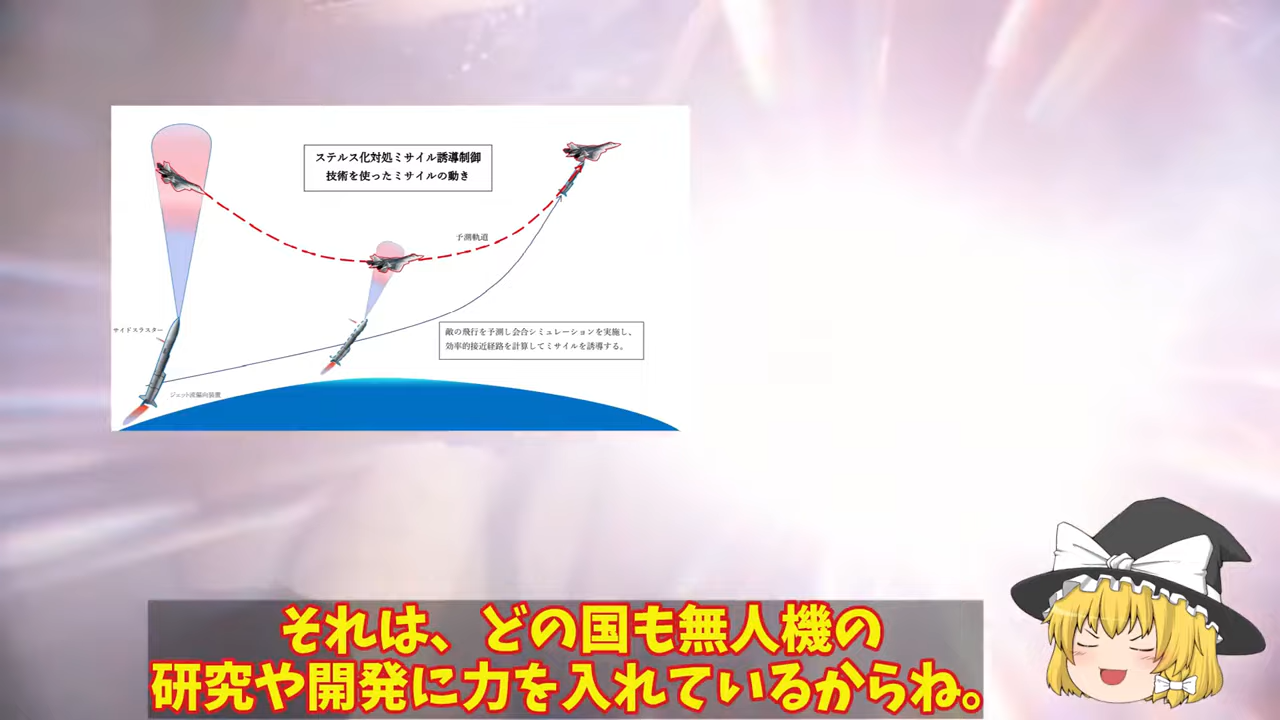 ステルス化対処ミサイル誘導制御
技術を使ったミサイルの動き
予測軌道
サイドスラスター
敵の飛行を予測し会合シミュレーションを実施し、
効率的接近経路を計算してミサイルを誘導する。
ジェット流偏向装置
それは、どの国も無人機の
研究や開発に力を入れているからね。